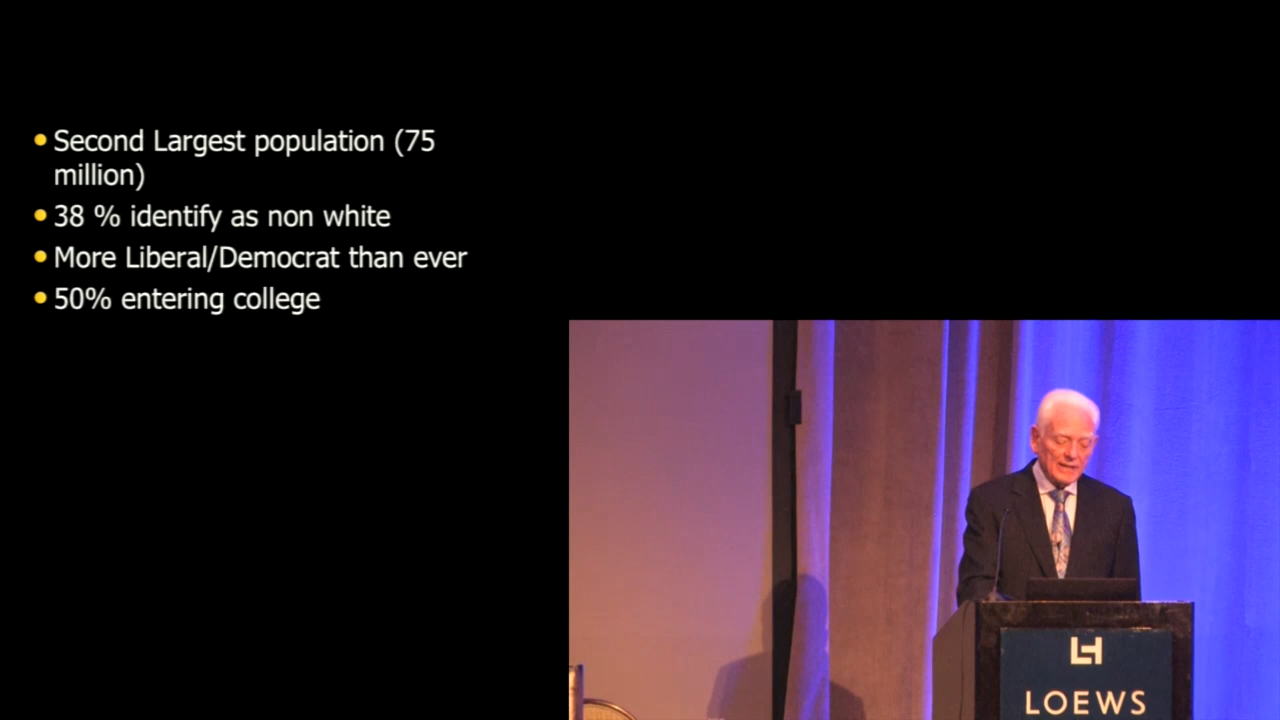 Second Largest population (75
million)
38 % identify as non white
More Liberal/Democrat than ever
50% entering college
LH
LOEWS